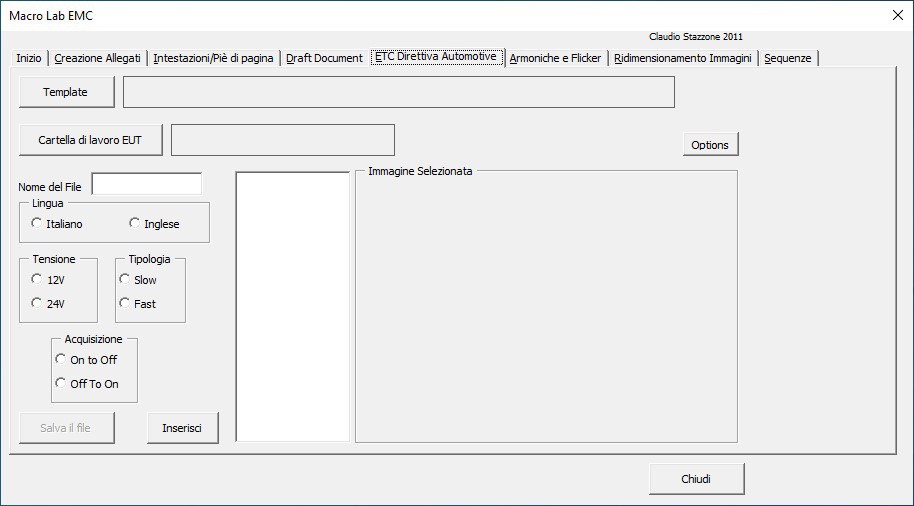 Macro Lab EMC
Claudio Stazzone 2011
Inizio Creazione Allegati Intestazioni/Piè di pagina Draft Document ETC Direttiva Automotive Armoniche e Flicker Ridimensionamento Immagini Sequenze
Template
Cartella di lavoro EUT
Options
Nome del File
Immagine Selezionata
Lingua
Italiano Inglese
Tensione Tipologia
12V Slow
24V Fast
Acquisizione
On to Off
Off To On
Salva il file Inserisci
Chiudi